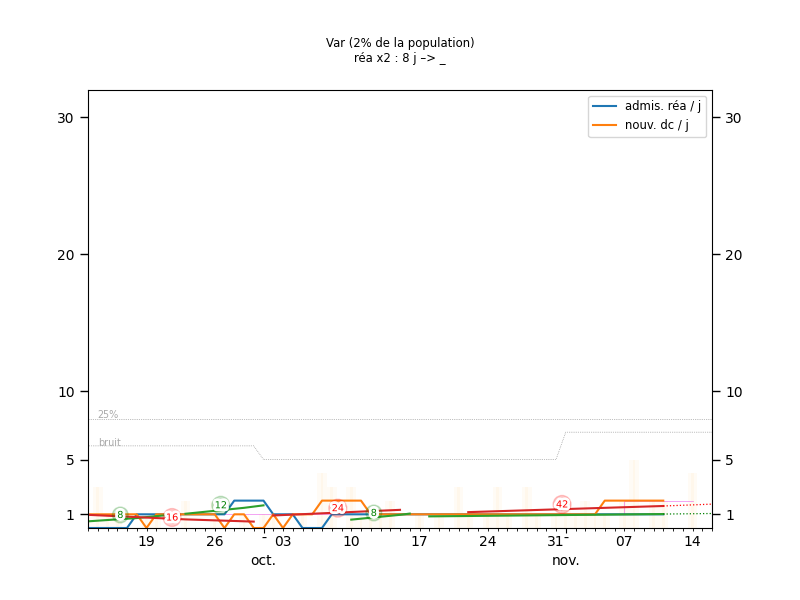 Var (2% de la population)
réa x2 : 8 j –> _
admis. réa / j
nouv. dc / j
30 30
20 20
10 10
25%
bruit
5 5
12
42
24
8 16 8
1 1
19 26 - 03 10 17 24 31- 07 14
oct. nov.